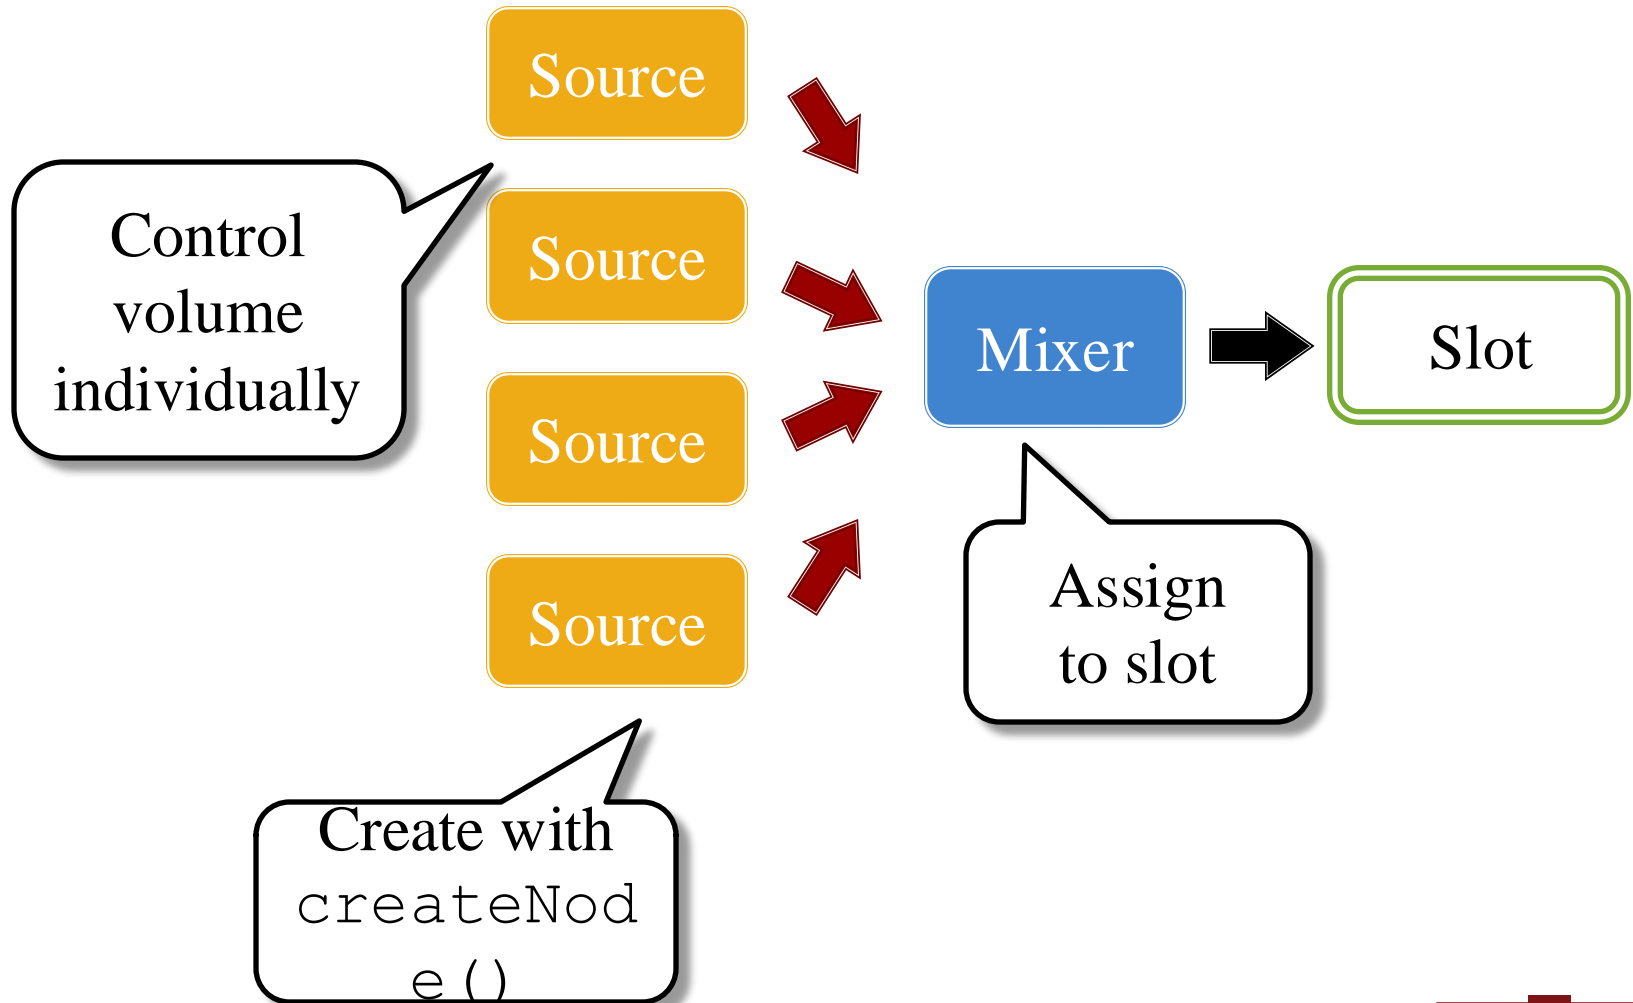 Source
Control
volume
individually
Source
Source
Source
Mixer
Slot
Assign
to slot
Create with
createNod
e()